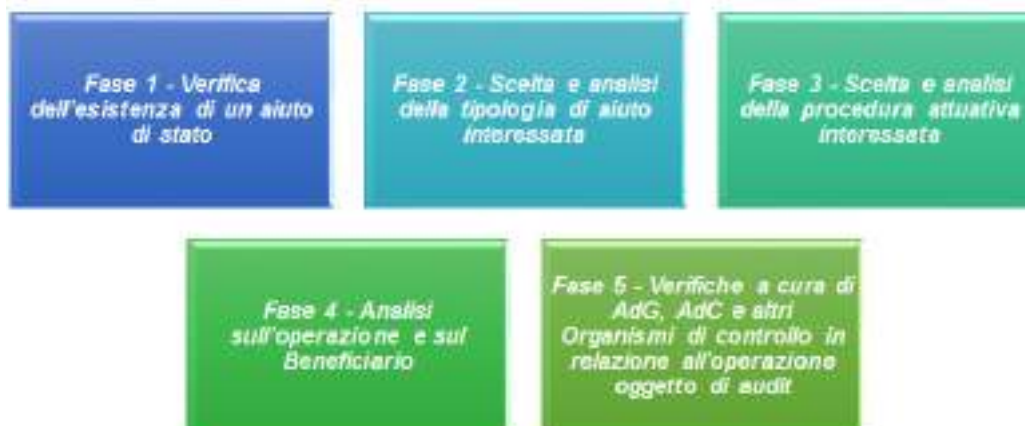 Fase 1 - Verifica
dell'esistenza di un aiuto
di stato
Fase 2 - Scelta e analisi
della tipologia di aiuto
interessata
Fase 3 - Scelta e analisi
della procedura attuativa
interessata
Fase 4 - Analisi
sull'operazione e sul
Beneficiario
Fase 5 - Verifiche a cura di
AdG, AdC e altri
Organismi di controllo in
relazione all'operazione
oggetto di audit